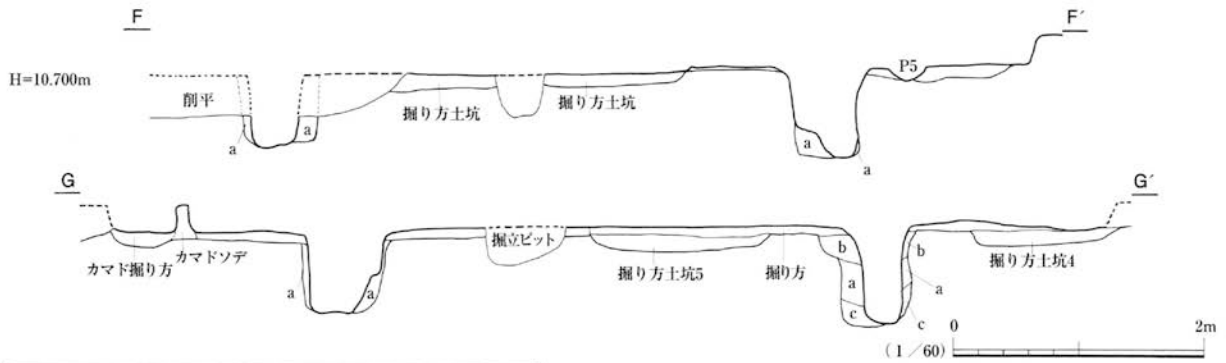 F F´
H=10.700m
P5
削平
掘り方土坑 掘り方土坑
a a a a
G G´
掘立ピット
カマド掘り方 カマドソデ 掘り方土坑5 掘り方 掘り方土坑4
a a b a c b a c
0 2m
(1/60)